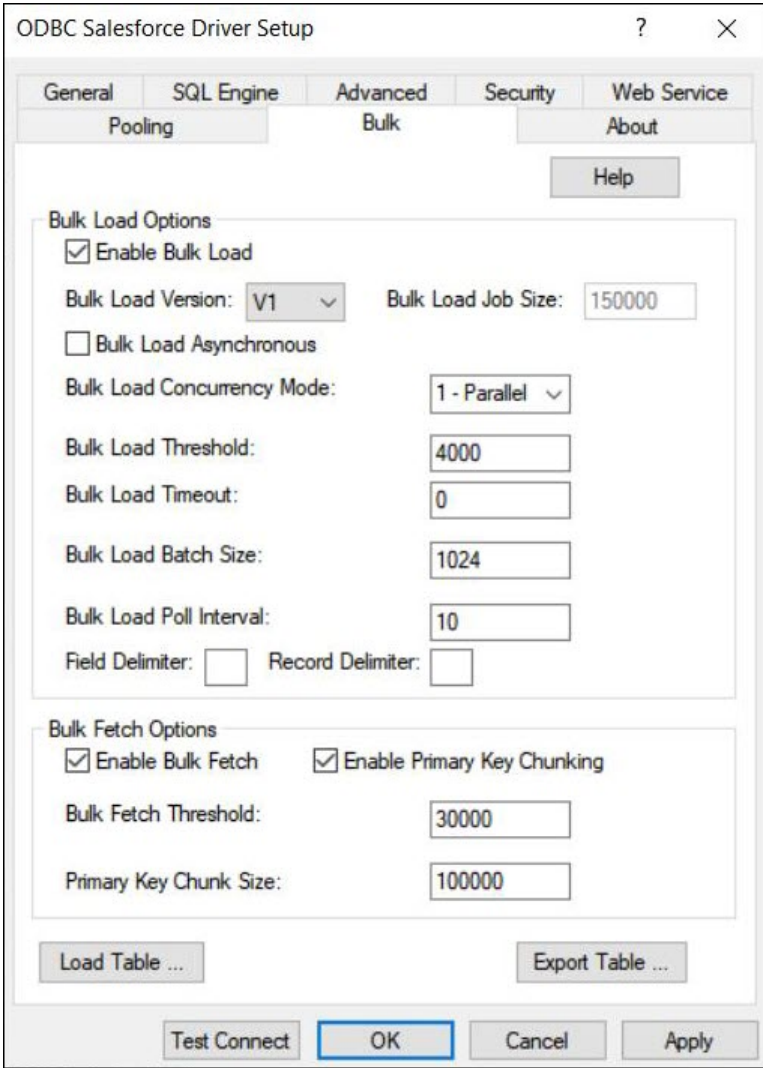 ODBC Salesforce Driver Setup ? ×
General SQL Engine Advanced Security Web Service
Pooling Bulk About
Help
Bulk Load Options
Enable Bulk Load
Bulk Load Version: V1 Bulk Load Job Size: 150000
Bulk Load Asynchronous
Bulk Load Concurrency Mode: 1 - Parallel
Bulk Load Threshold: 4000
Bulk Load Timeout: 0
Bulk Load Batch Size: 1024
Bulk Load Poll Interval: 10
Field Delimiter: Record Delimiter:
Bulk Fetch Options
Enable Bulk Fetch Enable Primary Key Chunking
Bulk Fetch Threshold: 30000
Primary Key Chunk Size: 100000
Load Table ... Export Table ...
Test Connect OK Cancel Apply